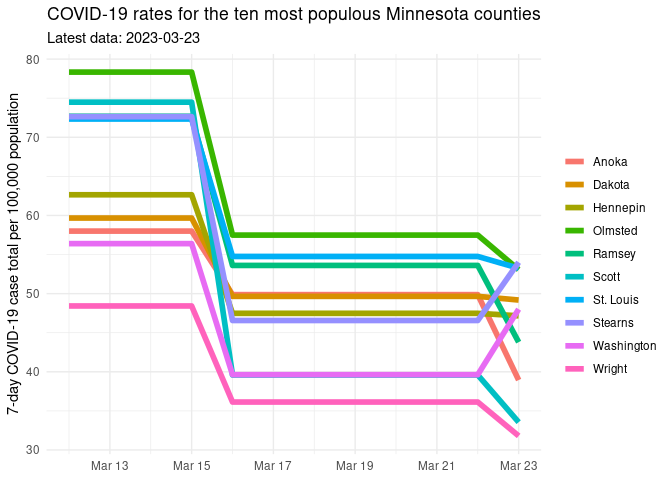 COVID-19 rates for the ten most populous Minnesota counties
Latest data: 2023-03-23
7-day COVID-19 case total per 100,000 population
80
70
60
50
40
30
Mar 13
Mar 15
Mar 17
Mar 19
Mar 21
Mar 23
Anoka
Dakota
Hennepin
Olmsted
Ramsey
Scott
St. Louis
Stearns
Washington
Wright